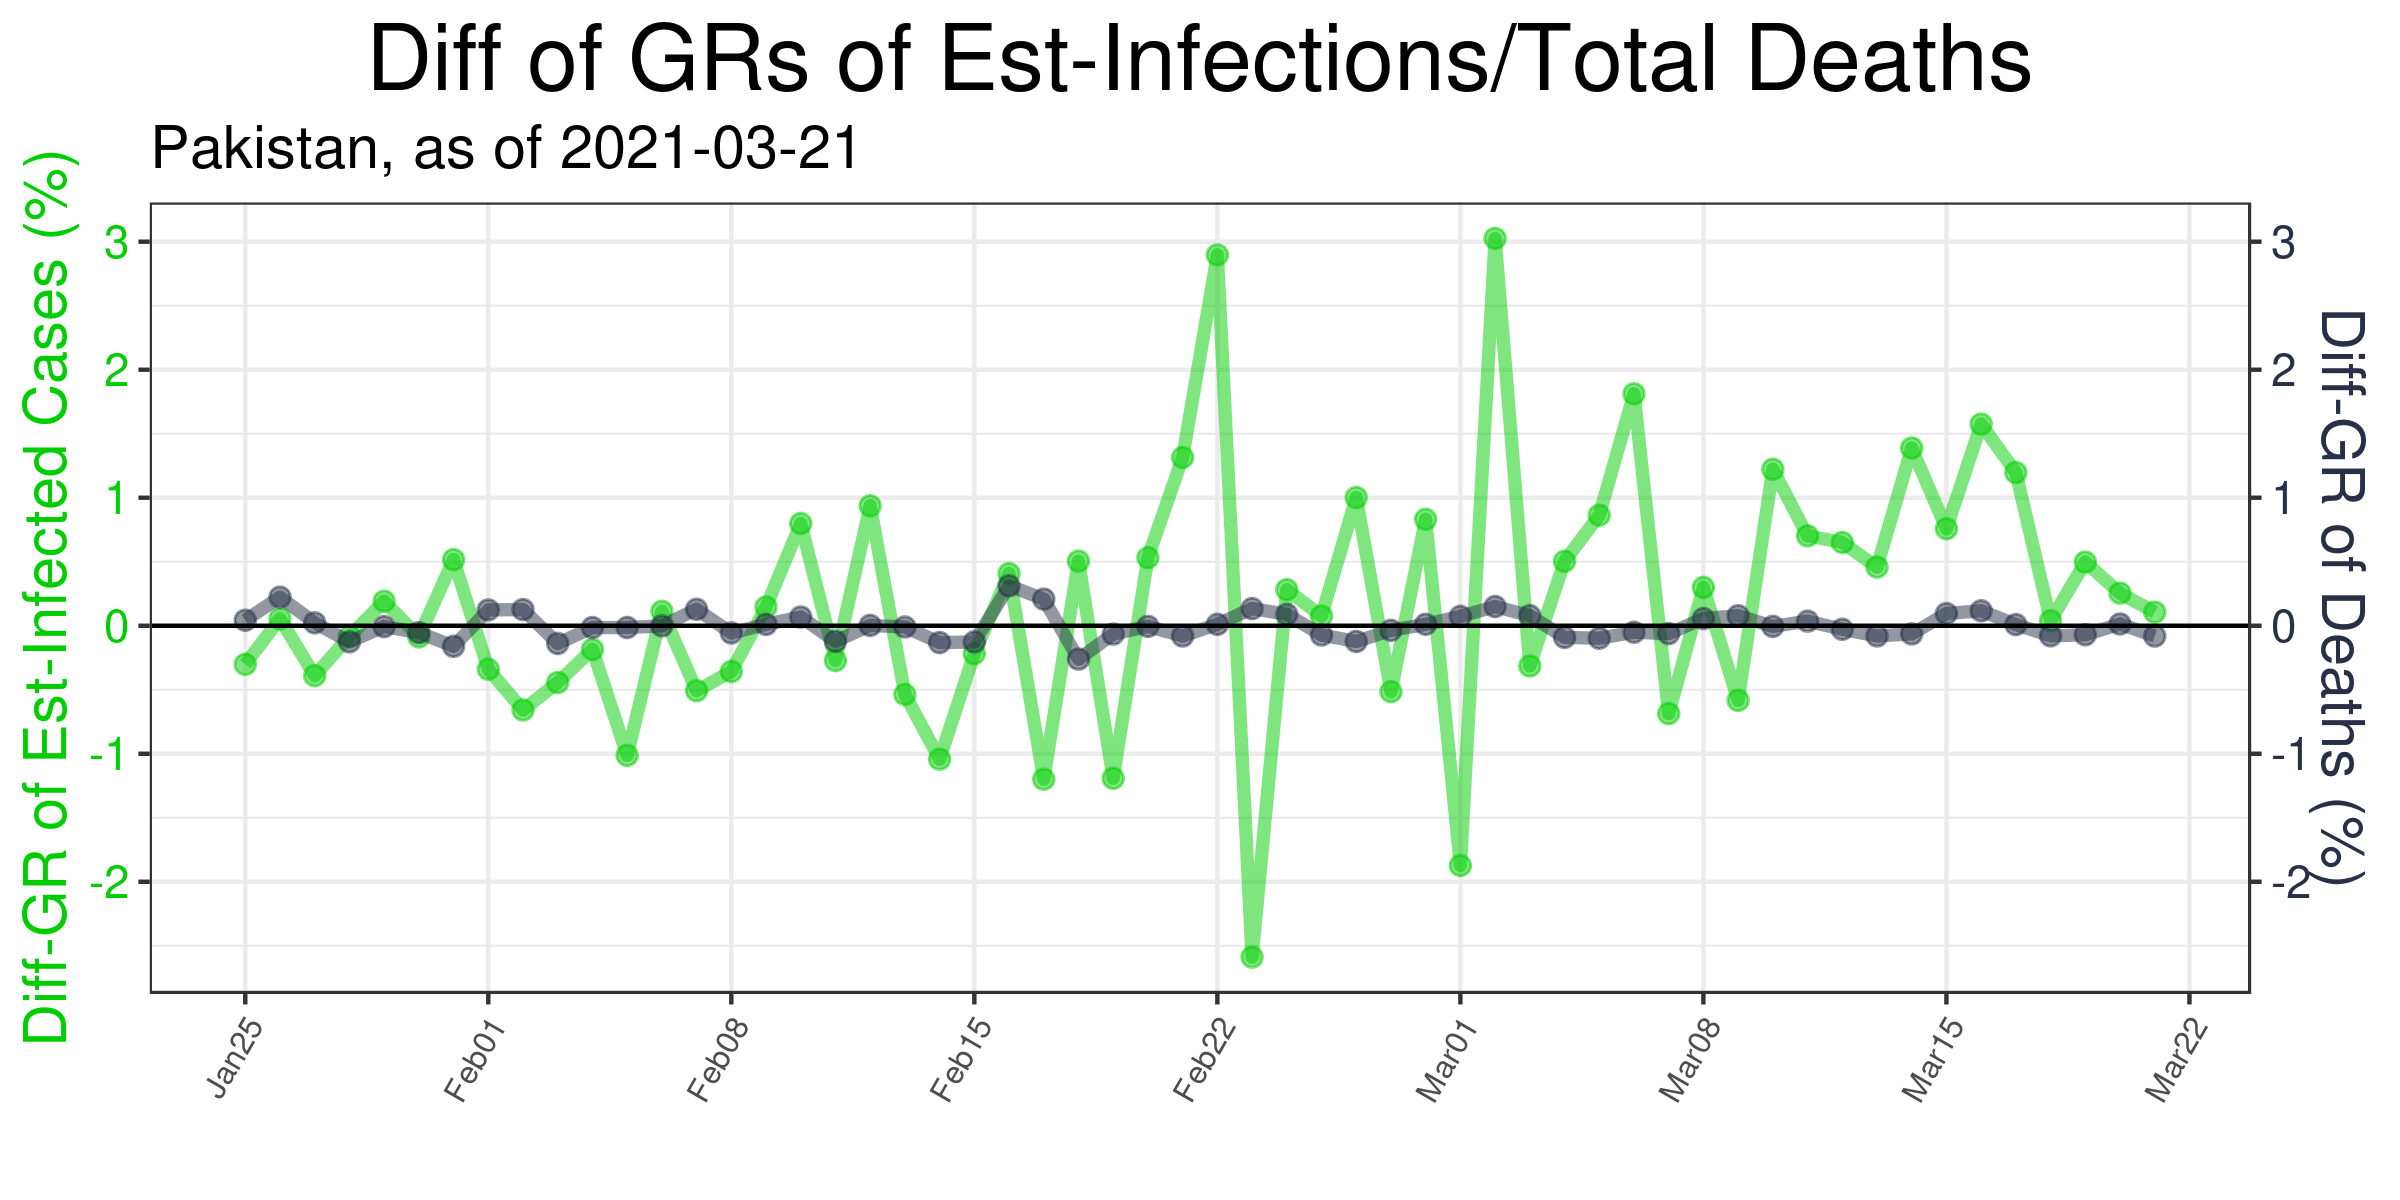 Diff of GRs of Est-Infections/Total Deaths
Pakistan, as of 2021-03-21
Diff-GR of Est-Infected Cases (%)
3
2
1
0
-1
-2
3
2
1
0
-1
-2
Diff-GR of Deaths (%)
Jan25
Feb01
Feb08
Feb15
Feb22
Mar01
Mar08
Mar15
Mar22